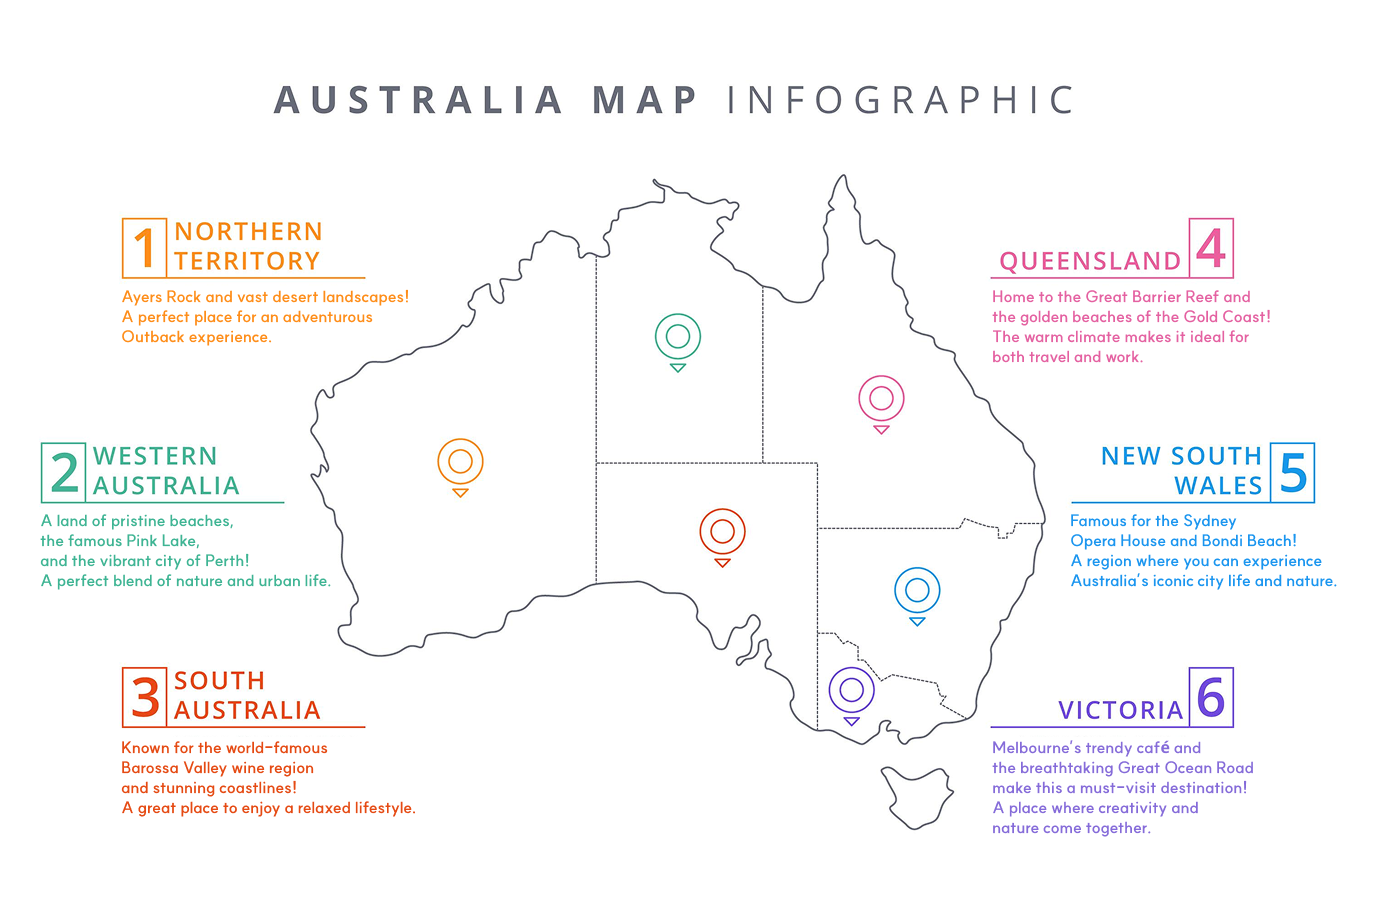 AUSTRALIA MAP INFOGRAPHIC
1
NORTHERN
TERRITORY
Ayers Rock and vast desert landscapes!
A perfect place for an adventurous
Outback experience.
2
WESTERN
AUSTRALIA
A land of pristine beaches,
the famous Pink Lake,
and the vibrant city of Perth!
A perfect blend of nature and urban life.
3
SOUTH
AUSTRALIA
Known for the world-famous
Barossa Valley wine region
and stunning coastlines!
A great place to enjoy a relaxed lifestyle.
QUEENSLAND 4
Home to the Great Barrier Reef and
the golden beaches of the Gold Coast!
The warm climate makes it ideal for
both travel and work.
NEW SOUTH
WALES
5
Famous for the Sydney
Opera House and Bondi Beach!
A region where you can experience
Australia's iconic city life and nature.
VICTORIA 6
Melbourne's trendy café and
the breathtaking Great Ocean Road
make this a must-visit destination!
A place where creativity and
nature come together.